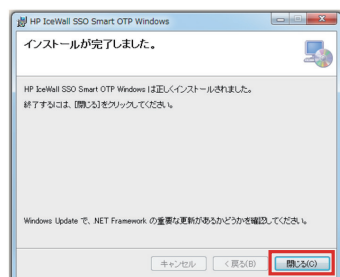 HP IceWall SSO Smart OTP Windows
インストールが完了しました。
HP IceWall SSO Smart OTP Windows は正しくインストールされました。
終了するには、[閉じる]をクリックしてください。
Windows Update で、.NET Framework の重要な更新があるかどうかを確認してください。
キャンセル
< 戻る(B)
閉じる(C)